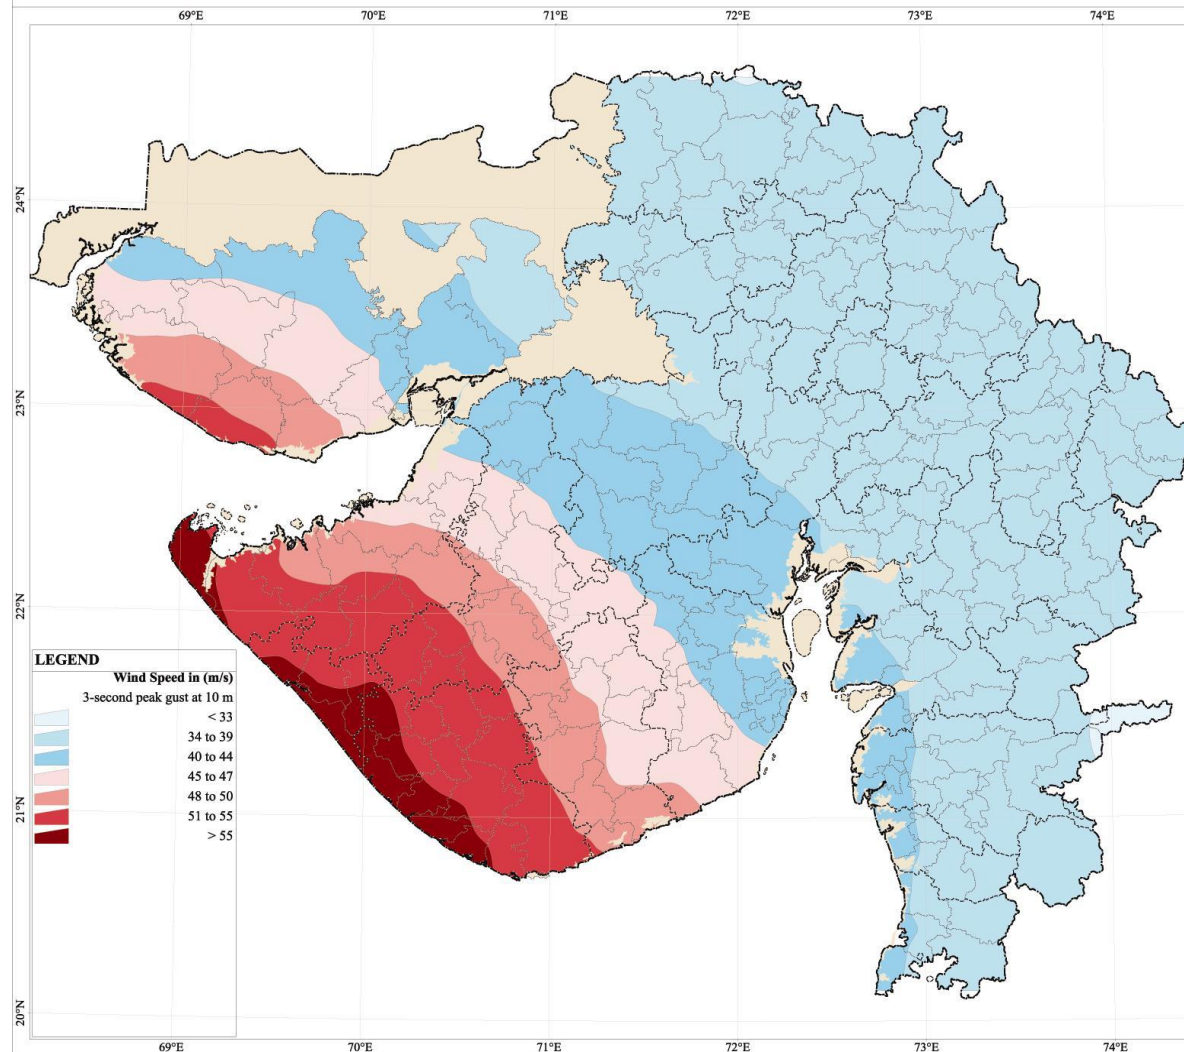 69°E 70°E 71°E 72°E 73°E 74°E
24°N
23°N
22°N
21°N
20°N
LEGEND
Wind Speed in (m/s)
3-second peak gust at 10 m
< 33
34 to 39
40 to 44
45 to 47
48 to 50
51 to 55
> 55
69°E 70°E 71°E 72°E 73°E 74°E